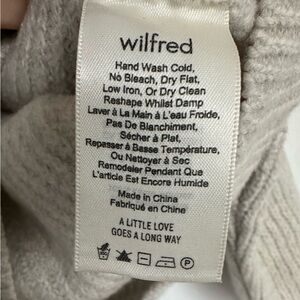 wilfred
Hand Wash Cold,
No Bleach, Dry Flat,
Low Iron, Or Dry Clean
Reshape Whilst Damp
Laver à La Main à L'eau Froide,
Pas De Blanchiment,
Sécher à Plat,
Repasser à Basse Température,
Ou Nettoyer à Sec
Remodeler Pendant Que
L'article Est Encore Humide
Made in China
Fabriqué en Chine
A LITTLE LOVE
GOES A LONG WAY
P